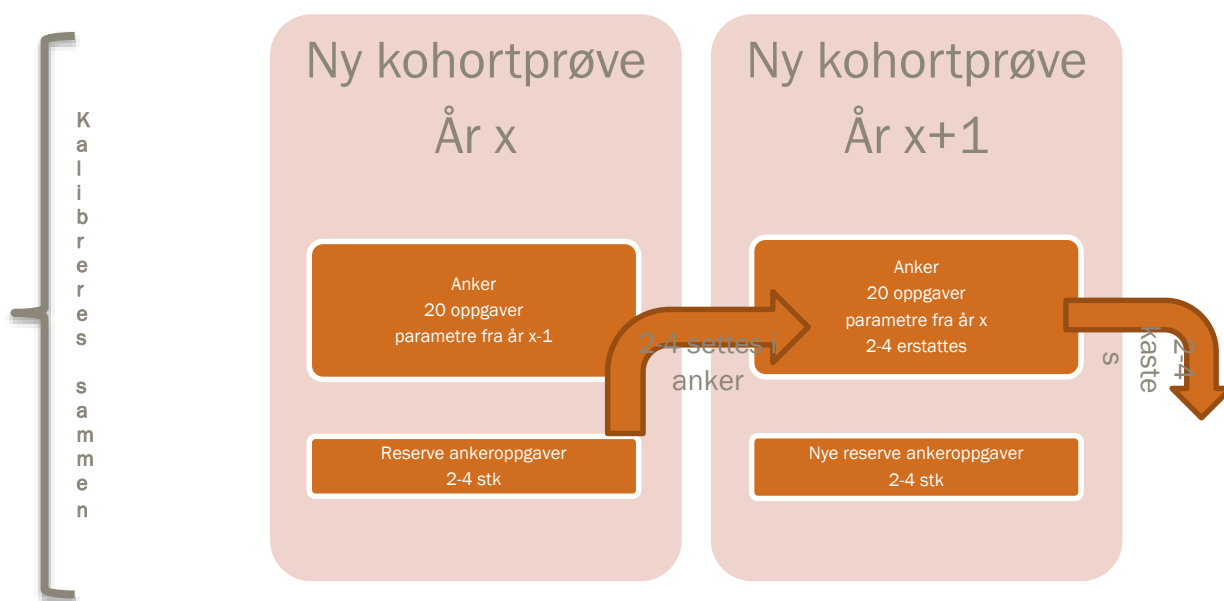 Kalibreres sammen
Ny kohortprøve
År x
Anker
20 oppgaver
parametre fra år x-1
Reserve ankeroppgaver
2-4 stk
2-4 settes i
anker
Ny kohortprøve
År x+1
Anker
20 oppgaver
parametre fra år x
2-4 erstattes
Nye reserve ankeroppgaver
2-4 stk
2-4
kaste
s